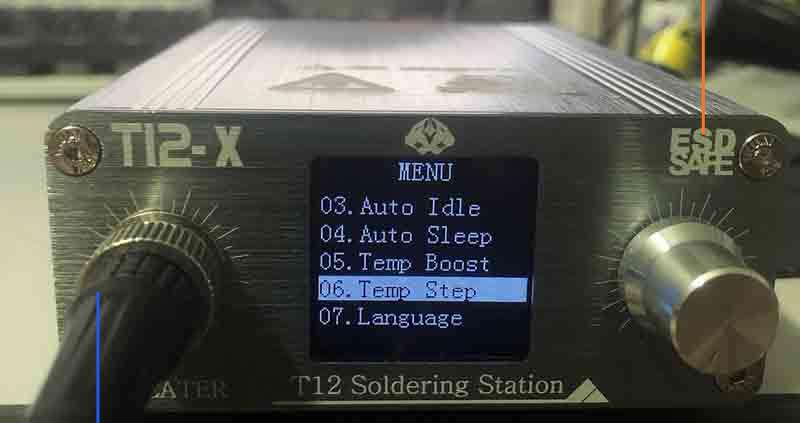 T12-X
ESD
SAFE
MENU
03.Auto Idle
04.Auto Sleep
05.Temp Boost
06.Temp Step
07.Language
T12 Soldering Station